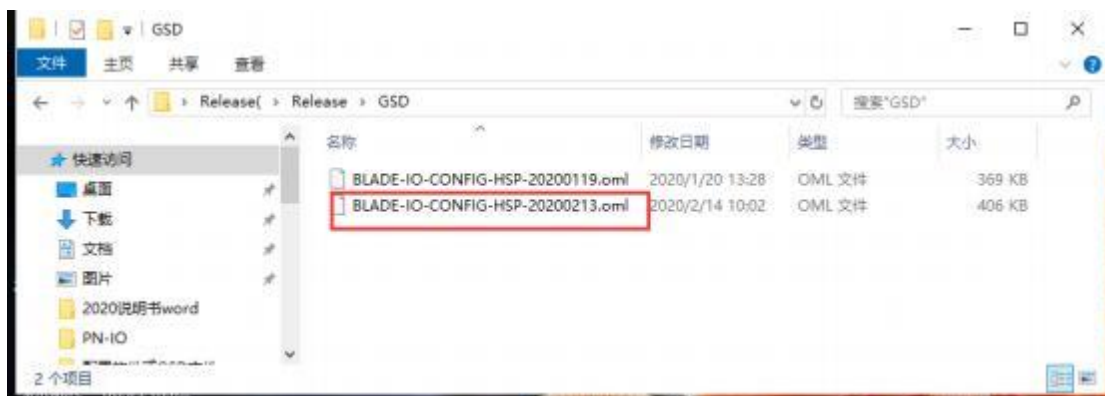 GSD
文件 主页 共享 查看
Release( > Release > GSD 搜索"GSD"
名称 修改日期 类型 大小
快速访问
BLADE-IO-CONFIG-HSP-20200119.oml 2020/1/20 13:28 OML 文件 369 KB
桌面
BLADE-IO-CONFIG-HSP-20200213.oml 2020/2/14 10:02 OML 文件 406 KB
下载
文档
图片
2020说明书word
PN-IO
2 个项目